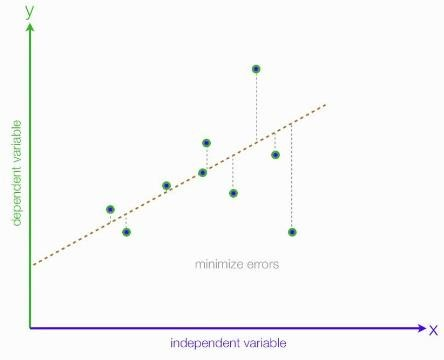 y
dependent variable
minimize errors
x
independent variable